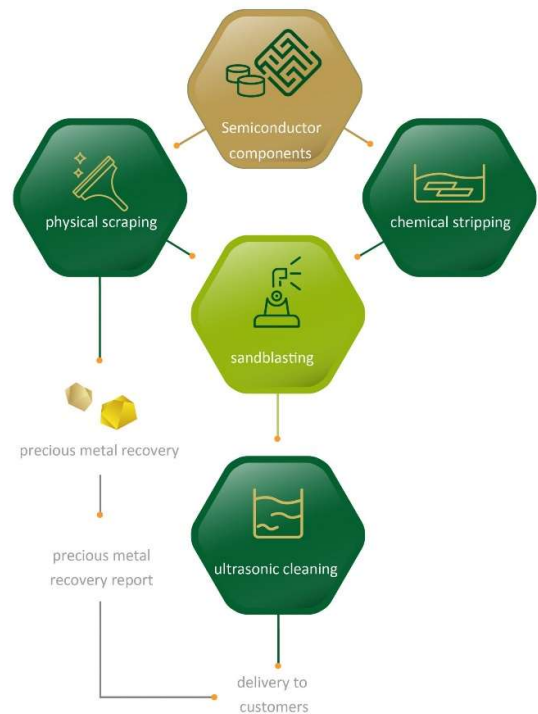 Semiconductor
components
physical scraping
chemical stripping
sandblasting
precious metal recovery
precious metal
recovery report
ultrasonic cleaning
delivery to
customers